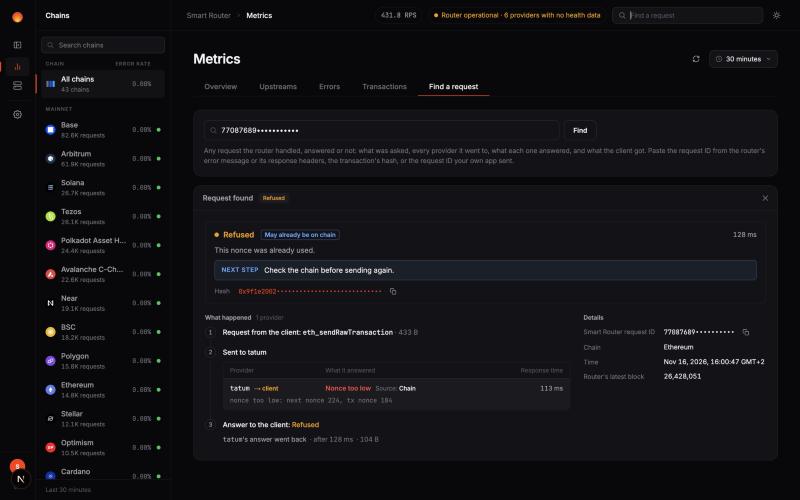 Chains
Smart Router > Metrics
431.8 RPS
Router operational · 6 providers with no health data
Find a request
Search chains
CHAIN ERROR RATE
All chains
43 chains
0.00%
MAINNET
Base
82.6K requests
0.00%
Arbitrum
61.9K requests
0.00%
Solana
26.7K requests
0.00%
Tezos
26.1K requests
0.00%
Polkadot Asset H...
24.4K requests
0.00%
Avalanche C-Ch...
22.6K requests
0.00%
Near
19.1K requests
0.00%
BSC
18.2K requests
0.00%
Polygon
15.8K requests
0.00%
Ethereum
14.8K requests
0.00%
Stellar
12.1K requests
0.00%
Optimism
10.5K requests
0.00%
Cardano
0.00%
Last 30 minutes
Metrics
30 minutes
Overview Upstreams Errors Transactions Find a request
77087689•••••••••••
Find
Any request the router handled, answered or not: what was asked, every provider it went to, what each one answered, and what the client got. Paste the request ID from the router's
error message or its response headers, the transaction's hash, or the request ID your own app sent.
Request found Refused
Refused May already be on chain 128 ms
This nonce was already used.
NEXT STEP Check the chain before sending again.
Hash 0x9f1e2002••••••••••••••••••••••••••••
What happened 1 provider
1 Request from the client: eth_sendRawTransaction · 433 B
2 Sent to tatum
Provider What it answered Response time
tatum → client Nonce too low Source: Chain 113 ms
nonce too low: next nonce 224, tx nonce 184
3 Answer to the client: Refused
tatum's answer went back · after 128 ms · 104 B
Details
Smart Router request ID 77087689••••••••••
Chain Ethereum
Time Nov 16, 2026, 16:00:47 GMT+2
Router's latest block 26,428,051
N